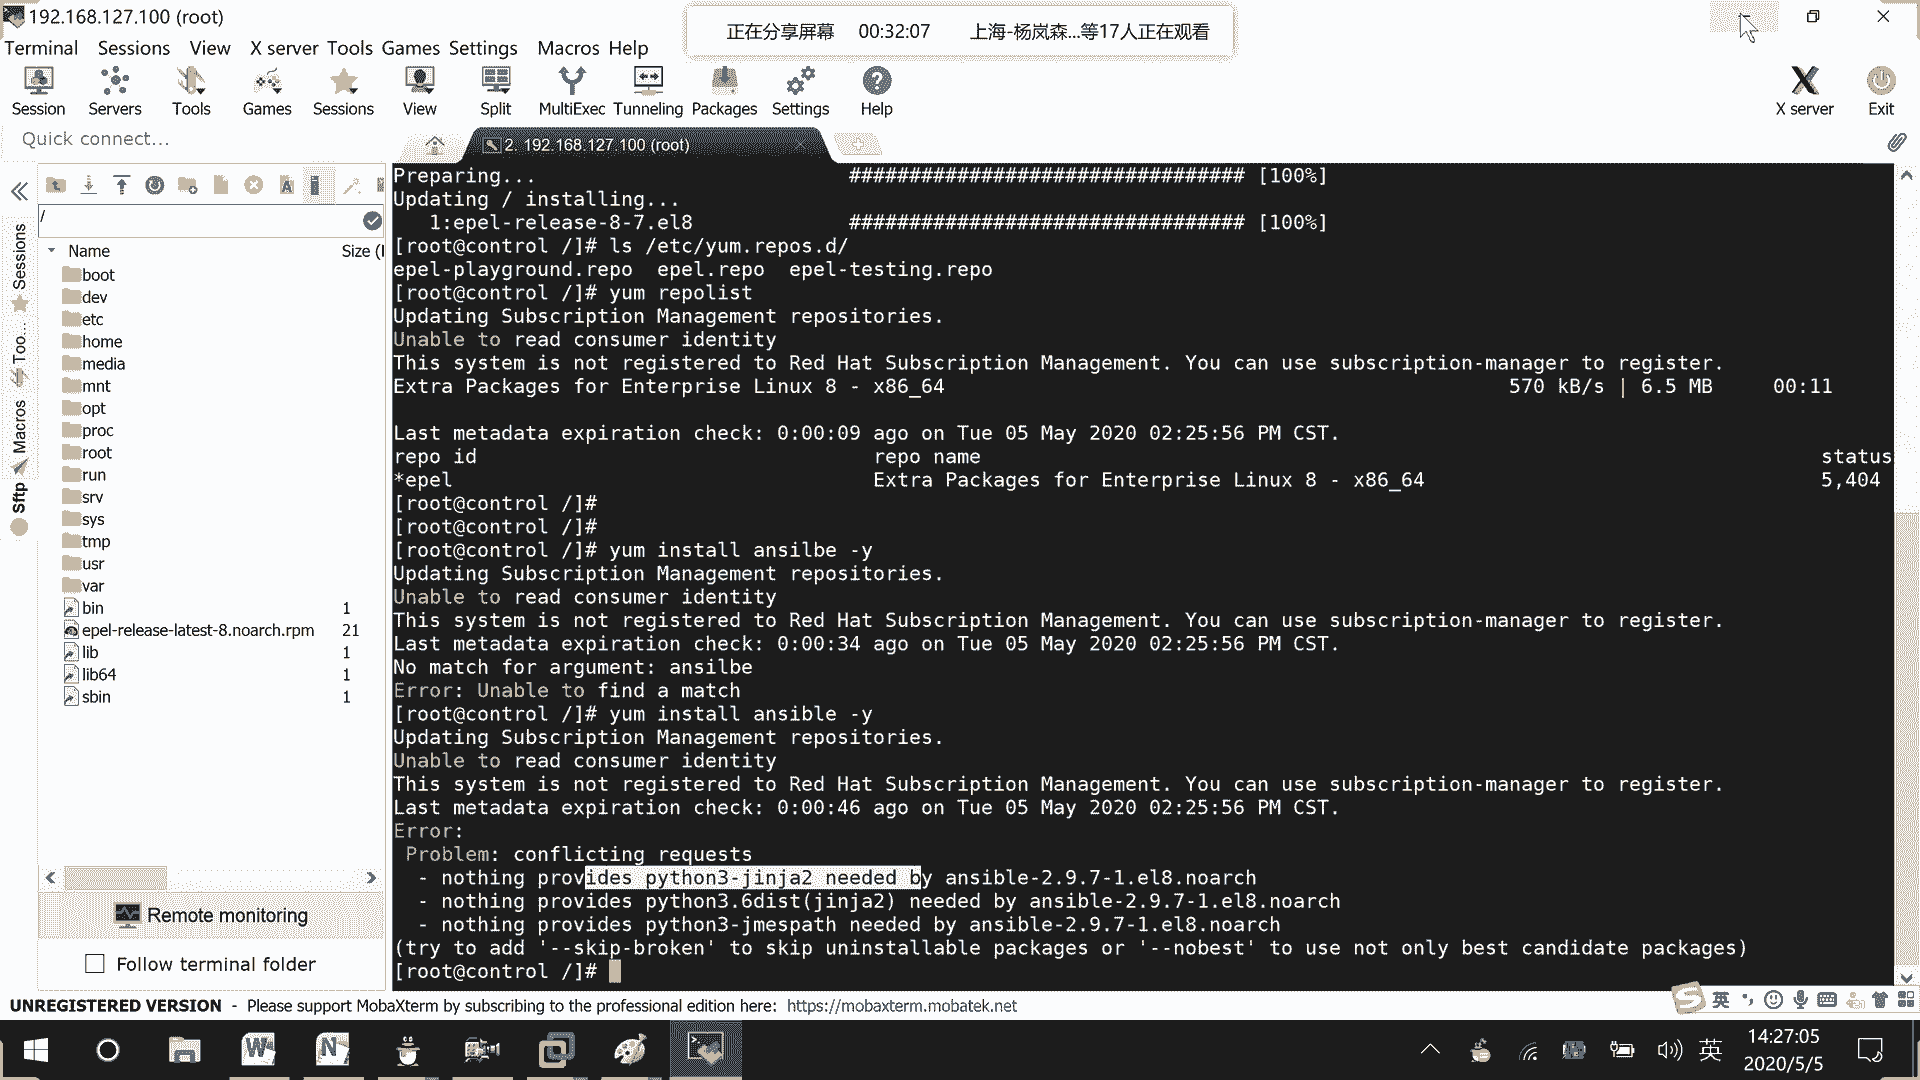 192.168.127.100 (root)
正在分享屏幕 00:32:07 上海-杨岚森...等17人正在观看
Terminal Sessions View X server Tools Games Settings Macros Help
Session Servers Tools Games Sessions View Split MultiExec Tunneling Packages Settings Help X server Exit
Quick connect...
2. 192.168.127.100 (root)
/
Name Size (
boot
dev
etc
home
media
mnt
opt
proc
root
run
srv
sys
tmp
usr
var
bin 1
epel-release-latest-8.noarch.rpm 21
lib 1
lib64 1
sbin 1
Sessions
Too...
Macros
Sftp
Remote monitoring
Follow terminal folder
Preparing... ################################# [100%]
Updating / installing...
1:epel-release-8-7.el8 ################################# [100%]
[root@control /]# ls /etc/yum.repos.d/
epel-playground.repo epel.repo epel-testing.repo
[root@control /]# yum repolist
Updating Subscription Management repositories.
Unable to read consumer identity
This system is not registered to Red Hat Subscription Management. You can use subscription-manager to register.
Extra Packages for Enterprise Linux 8 - x86_64 570 kB/s | 6.5 MB 00:11
Last metadata expiration check: 0:00:09 ago on Tue 05 May 2020 02:25:56 PM CST.
repo id repo name status
*epel Extra Packages for Enterprise Linux 8 - x86_64 5,404
[root@control /]#
[root@control /]#
[root@control /]# yum install ansilbe -y
Updating Subscription Management repositories.
Unable to read consumer identity
This system is not registered to Red Hat Subscription Management. You can use subscription-manager to register.
Last metadata expiration check: 0:00:34 ago on Tue 05 May 2020 02:25:56 PM CST.
No match for argument: ansilbe
Error: Unable to find a match
[root@control /]# yum install ansible -y
Updating Subscription Management repositories.
Unable to read consumer identity
This system is not registered to Red Hat Subscription Management. You can use subscription-manager to register.
Last metadata expiration check: 0:00:46 ago on Tue 05 May 2020 02:25:56 PM CST.
Error:
Problem: conflicting requests
- nothing provides python3-jinja2 needed by ansible-2.9.7-1.el8.noarch
- nothing provides python3.6dist(jinja2) needed by ansible-2.9.7-1.el8.noarch
- nothing provides python3-jmespath needed by ansible-2.9.7-1.el8.noarch
(try to add '--skip-broken' to skip uninstallable packages or '--nobest' to use not only best candidate packages)
[root@control /]#
UNREGISTERED VERSION - Please support MobaXterm by subscribing to the professional edition here: https://mobaxterm.mobatek.net
英
英
14:27:05
2020/5/5